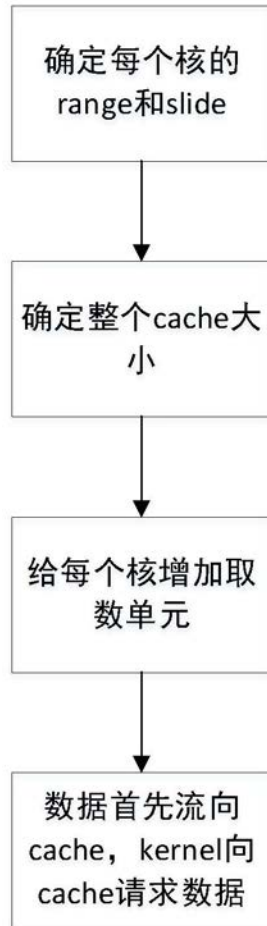 确定每个核的
range和slide
确定整个cache大
小
给每个核增加取
数单元
数据首先流向
cache，kernel向
cache请求数据